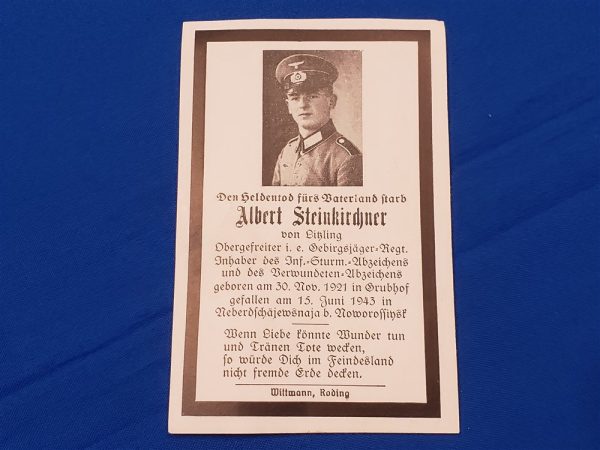 Den Heldentod fürs Vaterland starb
Albert Steinkirchner
von Litzling
Obergefreiter i. e. Gebirgsjäger-Regt.
Inhaber des Inf.-Sturm.-Abzeichens
und des Verwundeten-Abzeichens
geboren am 30. Nov. 1921 in Grubhof
gefallen am 15. Juni 1943 in
Neberdschäjewsnaja b. Noworossiysk
Wenn Liebe könnte Wunder tun
und Tränen Tote wecken,
so würde Dich im Feindesland
nicht fremde Erde decken.
Wittmann, Roding